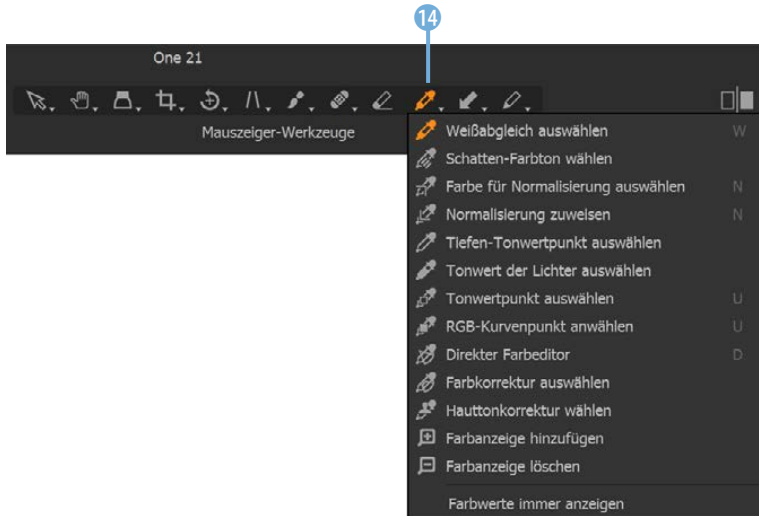 14
One 21
Mauszeiger-Werkzeuge
Weißabgleich auswählen W
Schatten-Farbton wählen
Farbe für Normalisierung auswählen N
Normalisierung zuweisen N
Tiefen-Tonwertpunkt auswählen
Tonwert der Lichter auswählen
Tonwertpunkt auswählen U
RGB-Kurvenpunkt anwählen U
Direkter Farbeditor D
Farbkorrektur auswählen
Hauttonkorrektur wählen
Farbanzeige hinzufügen
Farbanzeige löschen
Farbwerte immer anzeigen